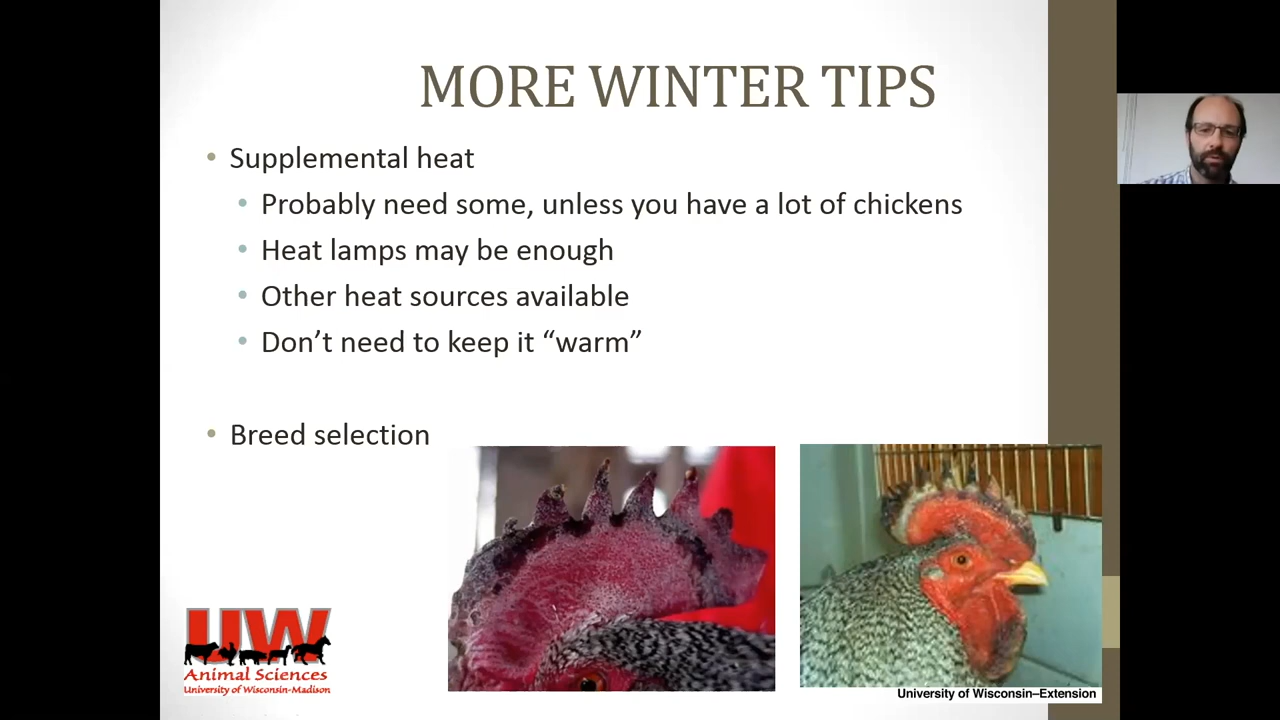 MORE WINTER TIPS
• Supplemental heat
• Probably need some, unless you have a lot of chickens
• Heat lamps may be enough
• Other heat sources available
• Don’t need to keep it “warm”
• Breed selection
UW
Animal Sciences
University of Wisconsin-Madison
University of Wisconsin–Extension